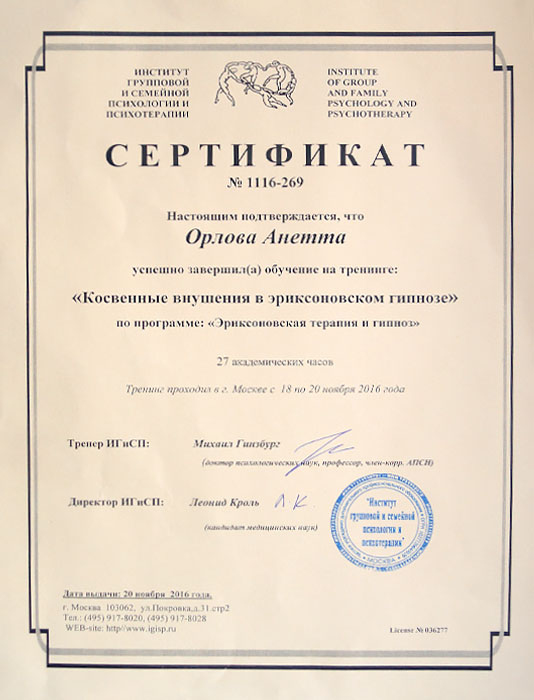 ИНСТИТУТ
ГРУППОВОЙ
И СЕМЕЙНОЙ
ПСИХОЛОГИИ И
ПСИХОТЕРАПИИ
INSTITUTE
OF GROUP
AND FAMILY
PSYCHOLOGY AND
PSYCHOTHERAPY
СЕРТИФИКАТ
№ 1116-269
Настоящим подтверждается, что
Орлова Анетта
успешно завершил(а) обучение на тренинге:
«Косвенные внушения в эриксоновском гипнозе»
по программе: «Эриксоновская терапия и гипноз»
27 академических часов
Тренинг проходил в г. Москве с 18 по 20 ноября 2016 года
Тренер ИГиСП: Михаил Гинзбург
(доктор психологических наук, профессор, член-корр. АПСН)
Директор ИГиСП: Леонид Кроль Л.К.
(кандидат медицинских наук)
"Институт
групповой и семейной
психологии и
психотерапии"
МОСКВА
Дата выдачи: 20 ноября 2016 года.
г. Москва 103062, ул.Покровка,д.31.стр2
Тел.: (495) 917-8020, (495) 917-8028
WEB-site: http//www.igisp.ru
License № 036277